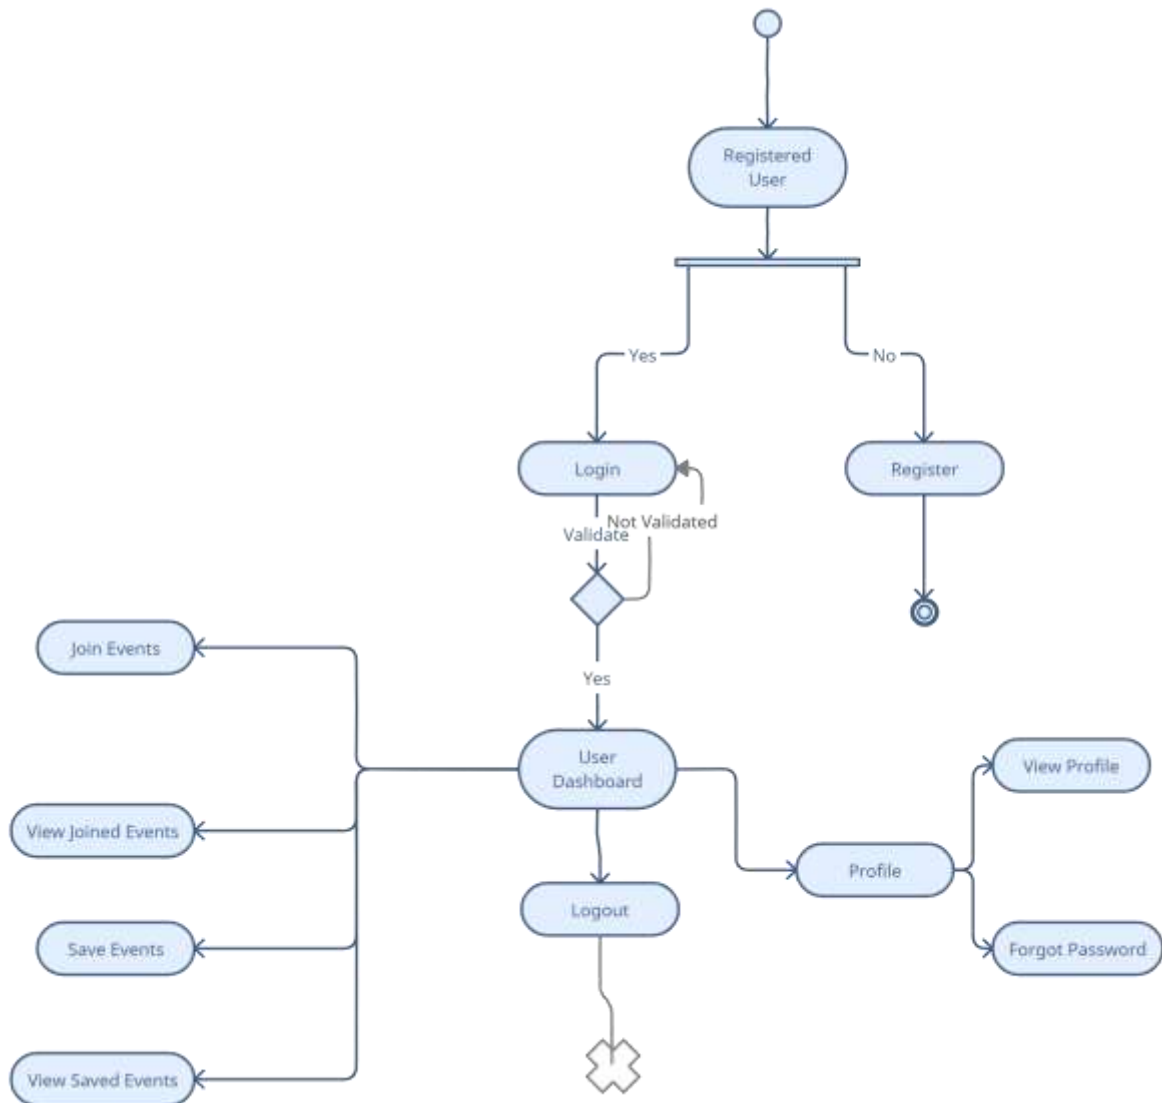 Registered
User
Yes
No
Login
Register
Not Validated
Validate
Join Events
Yes
User
Dashboard
View Profile
View Joined Events
Profile
Logout
Save Events
Forgot Password
View Saved Events